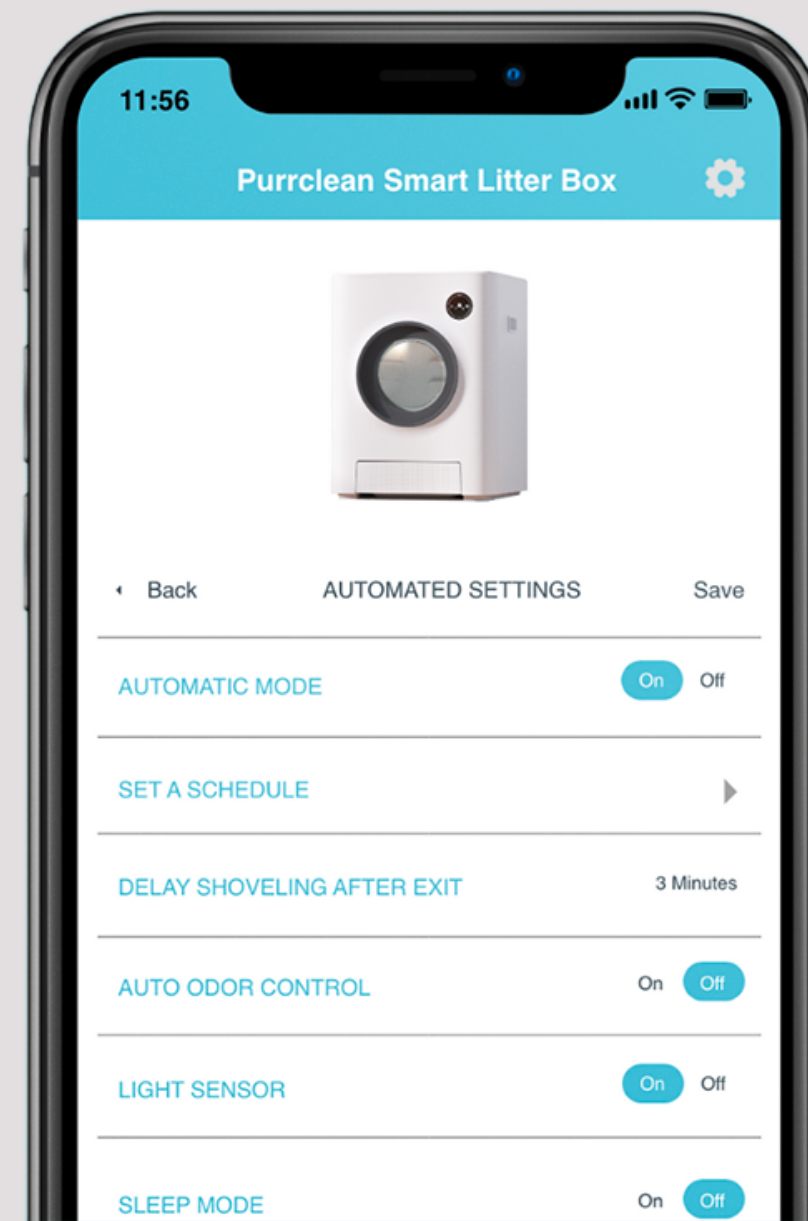 11:56
Purrclean Smart Litter Box
Back AUTOMATED SETTINGS Save
AUTOMATIC MODE On Off
SET A SCHEDULE
DELAY SHOVELING AFTER EXIT 3 Minutes
AUTO ODOR CONTROL On Off
LIGHT SENSOR On Off
SLEEP MODE On Off